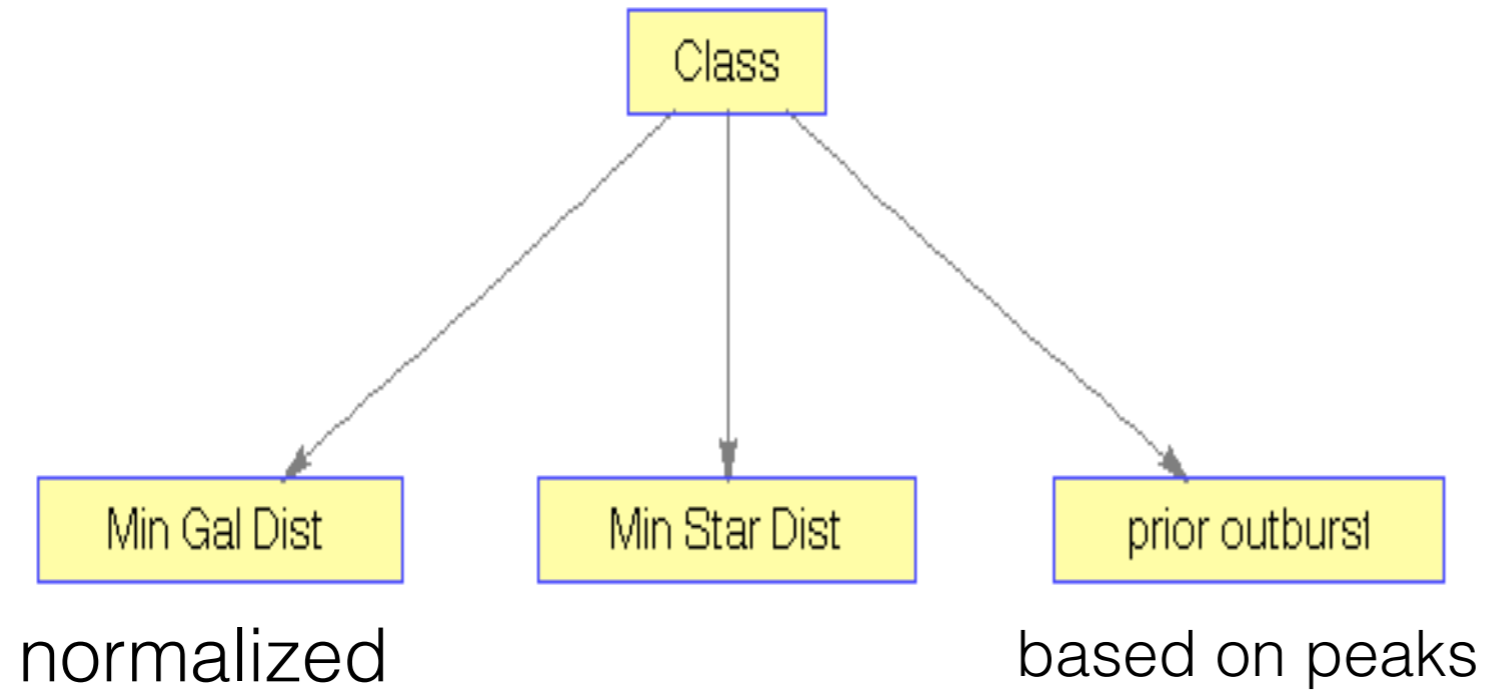 Class
Min Gal Dist
Min Star Dist
prior outburst
normalized
based on peaks